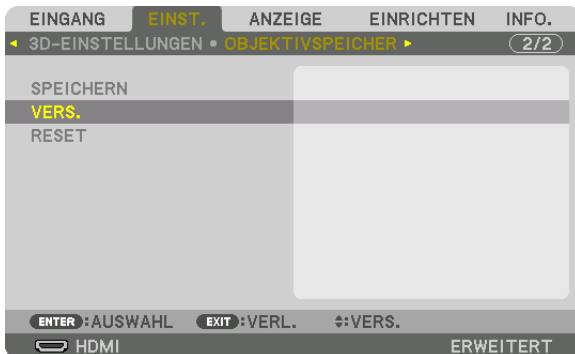 EINGANG EINST. ANZEIGE EINRICHTEN INFO.
3D-EINSTELLUNGEN • OBJEKTIVSPEICHER 2/2
SPEICHERN
VERS.
RESET
ENTER :AUSWAHL EXIT :VERL. :VERS.
HDMI ERWEITERT